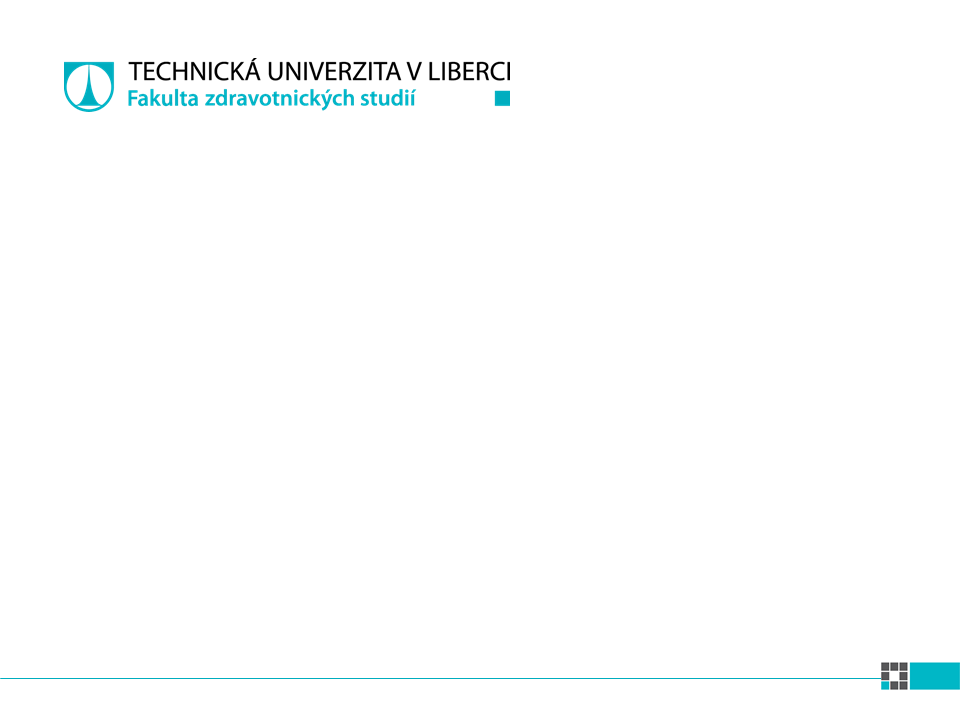 TECHNICKÁ UNIVERZITA V LIBERCI
Fakulta zdravotnických studií